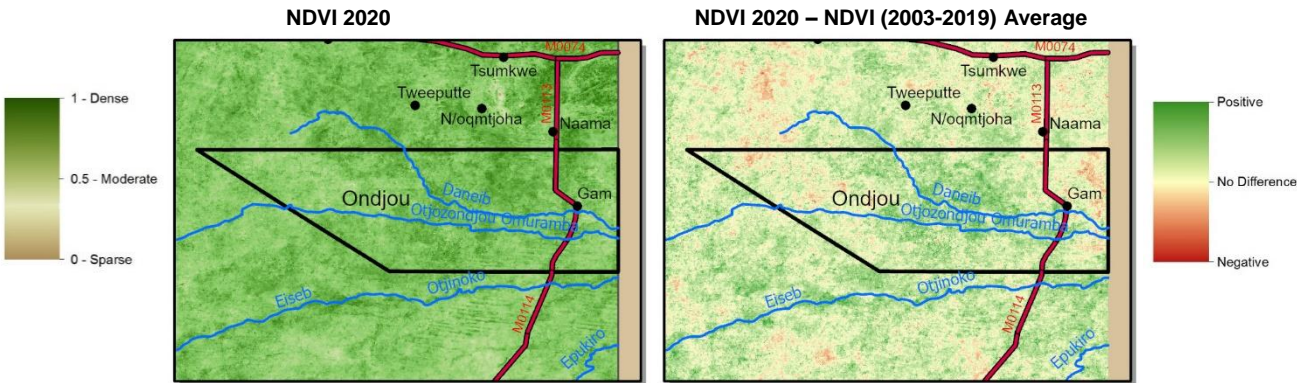 NDVI 2020
NDVI 2020 – NDVI (2003-2019) Average
1 - Dense
0.5 - Moderate
0 - Sparse
M0074
Tsumkwe
Tweeputte
N/oqmtjoha
M0113
Naama
Ondjou
Daneib
Gam
Otjozondjou Omuramba
Eiseb
Otjinoko
M0114
Epukiro
M0074
Tsumkwe
Tweeputte
N/oqmtjoha
M0113
Naama
Ondjou
Daneib
Gam
Otjozondjou Omuramba
Eiseb
Otjinoko
M0114
Epukiro
Positive
No Difference
Negative